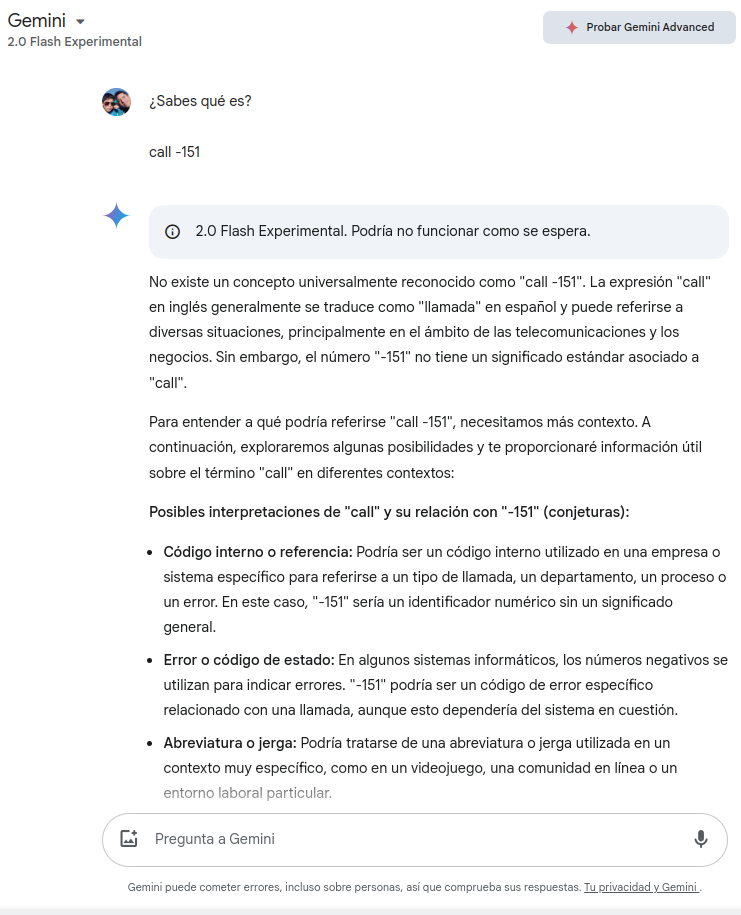 Gemini
2.0 Flash Experimental
Probar Gemini Advanced
¿Sabes qué es?
call -151
2.0 Flash Experimental. Podría no funcionar como se espera.
No existe un concepto universalmente reconocido como "call -151". La expresión "call"
en inglés generalmente se traduce como "llamada" en español y puede referirse a
diversas situaciones, principalmente en el ámbito de las telecomunicaciones y los
negocios. Sin embargo, el número "-151" no tiene un significado estándar asociado a
"call".
Para entender a qué podría referirse "call -151", necesitamos más contexto. A
continuación, exploraremos algunas posibilidades y te proporcionaré información útil
sobre el término "call" en diferentes contextos:
Posibles interpretaciones de "call" y su relación con "-151" (conjeturas):
• Código interno o referencia: Podría ser un código interno utilizado en una empresa o
sistema específico para referirse a un tipo de llamada, un departamento, un proceso o
un error. En este caso, "-151" sería un identificador numérico sin un significado
general.
• Error o código de estado: En algunos sistemas informáticos, los números negativos se
utilizan para indicar errores. "-151" podría ser un código de error específico
relacionado con una llamada, aunque esto dependería del sistema en cuestión.
• Abreviatura o jerga: Podría tratarse de una abreviatura o jerga utilizada en un
contexto muy específico, como en un videojuego, una comunidad en línea o un
entorno laboral particular.
Pregunta a Gemini
Gemini puede cometer errores, incluso sobre personas, así que comprueba sus respuestas. Tu privacidad y Gemini .